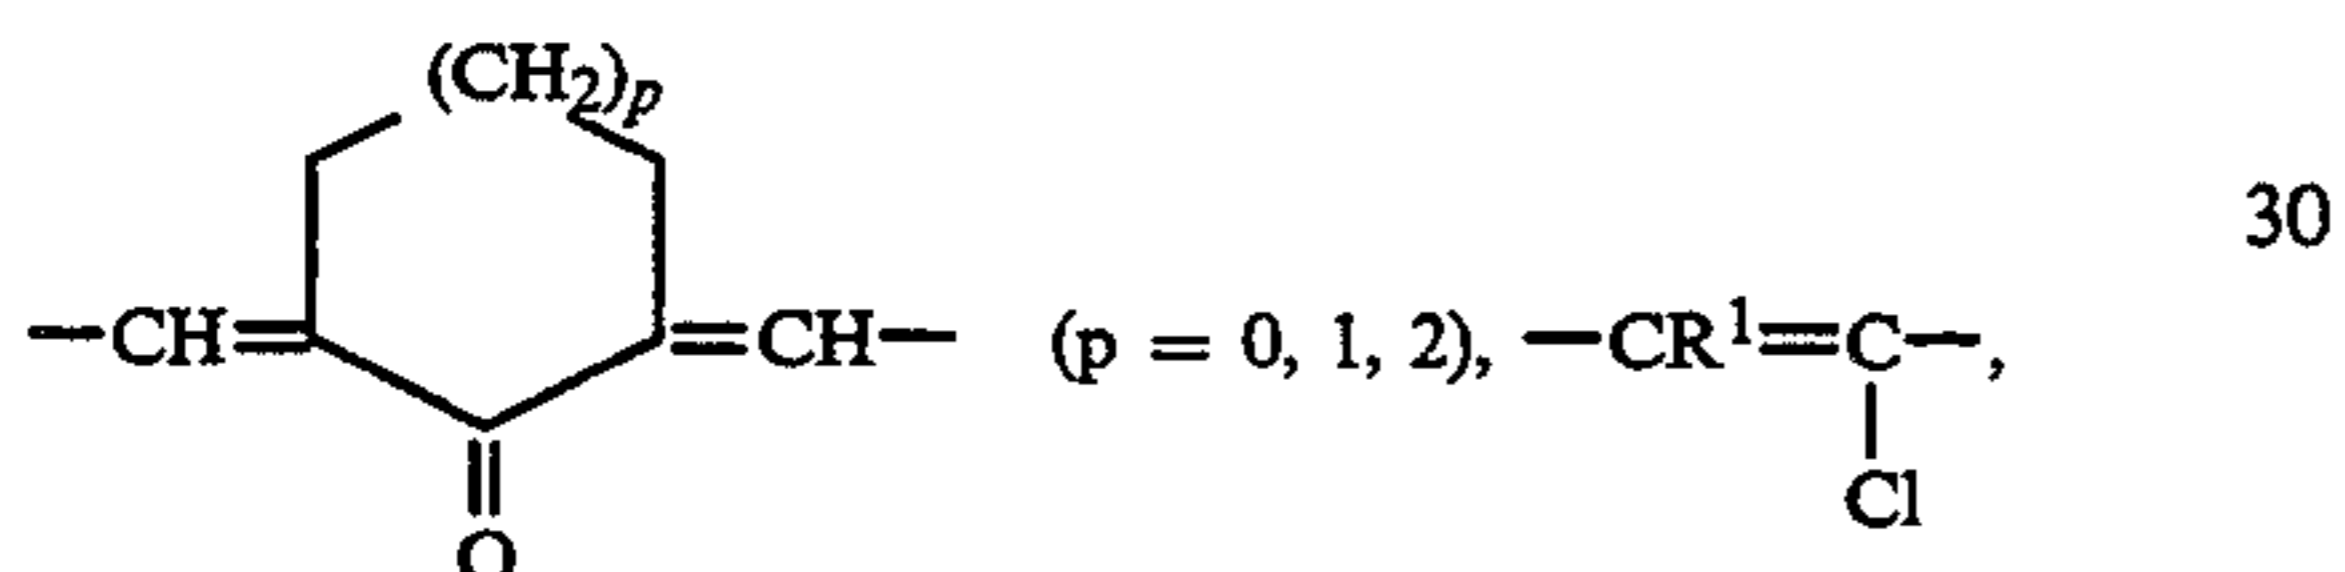 (CH2)p
30
—CH=   =CH— (p = 0, 1, 2), —CR1=C—,
Cl
O